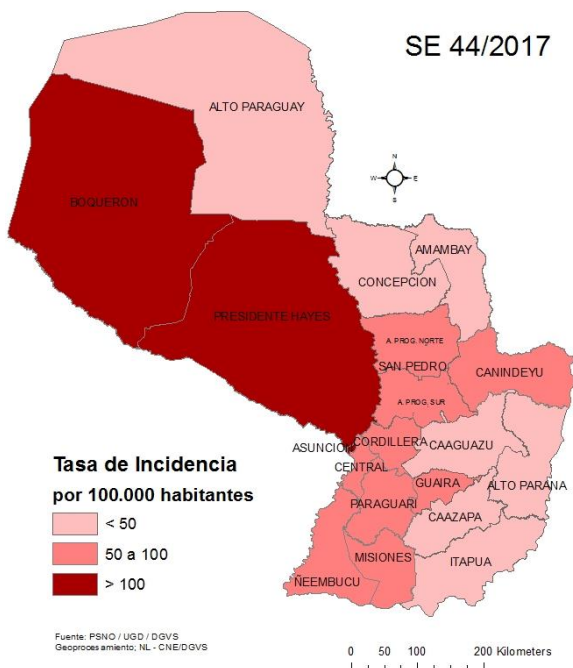 SE 44/2017
ALTO PARAGUAY
N
W E
S
BOQUERON
AMAMBAY
CONCEPCION
PRESIDENTE HAYES
A. PROG. NORTE
SAN PEDRO
CANINDEYU
A. PROG. SUR
ASUNCION
CORDILLERA
CAAGUAZU
CENTRAL
GUAIRA
ALTO PARANA
PARAGUARI
CAAZAPA
MISIONES
ITAPUA
ÑEEMBUCU
Tasa de Incidencia
por 100.000 habitantes
< 50
50 a 100
> 100
Fuente: PSNO / UGD / DGVS
Geoprocesamiento; NL - CNE/DGVS
0 50 100 200 Kilometers